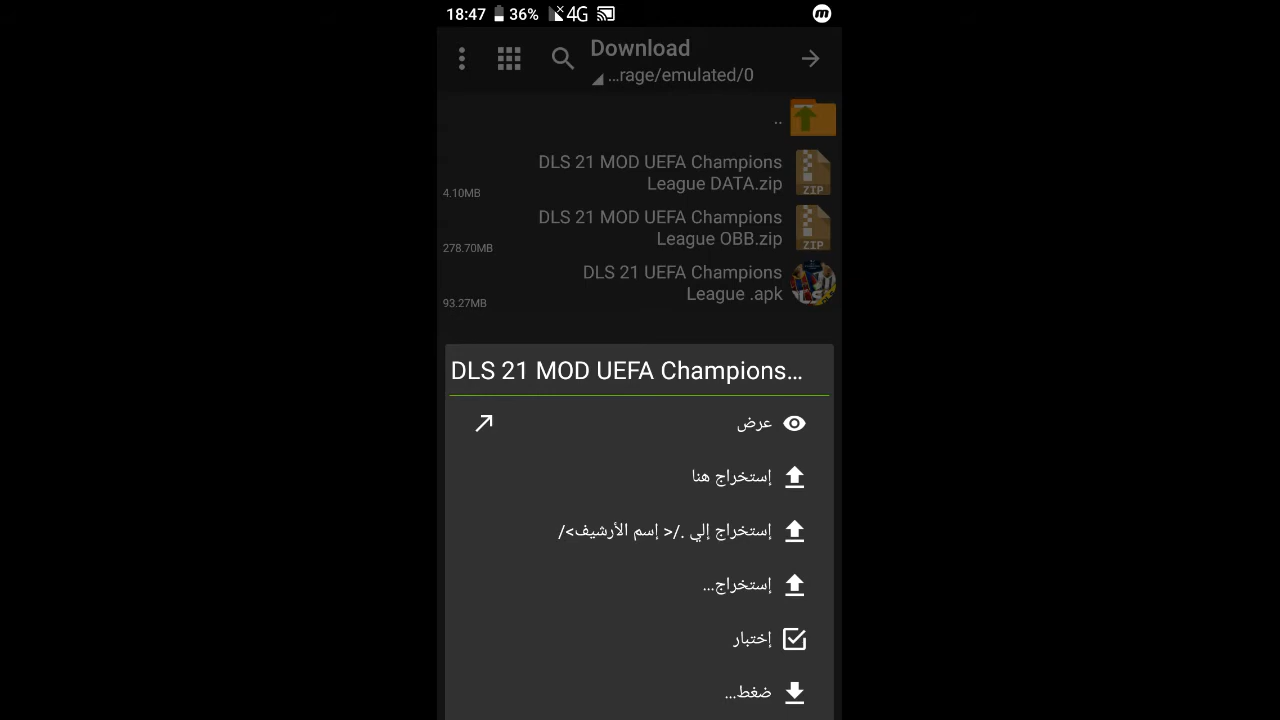 18:47 36% 4G
Download
...rage/emulated/0
..
DLS 21 MOD UEFA Champions
League DATA.zip
4.10MB
ZIP
DLS 21 MOD UEFA Champions
League OBB.zip
278.70MB
ZIP
DLS 21 UEFA Champions
League .apk
93.27MB
DLS 21 MOD UEFA Champions...
عرض
إستخراج هنا
إستخراج إلي ./< إسم الأرشيف>/
إستخراج...
إختبار
ضغط...